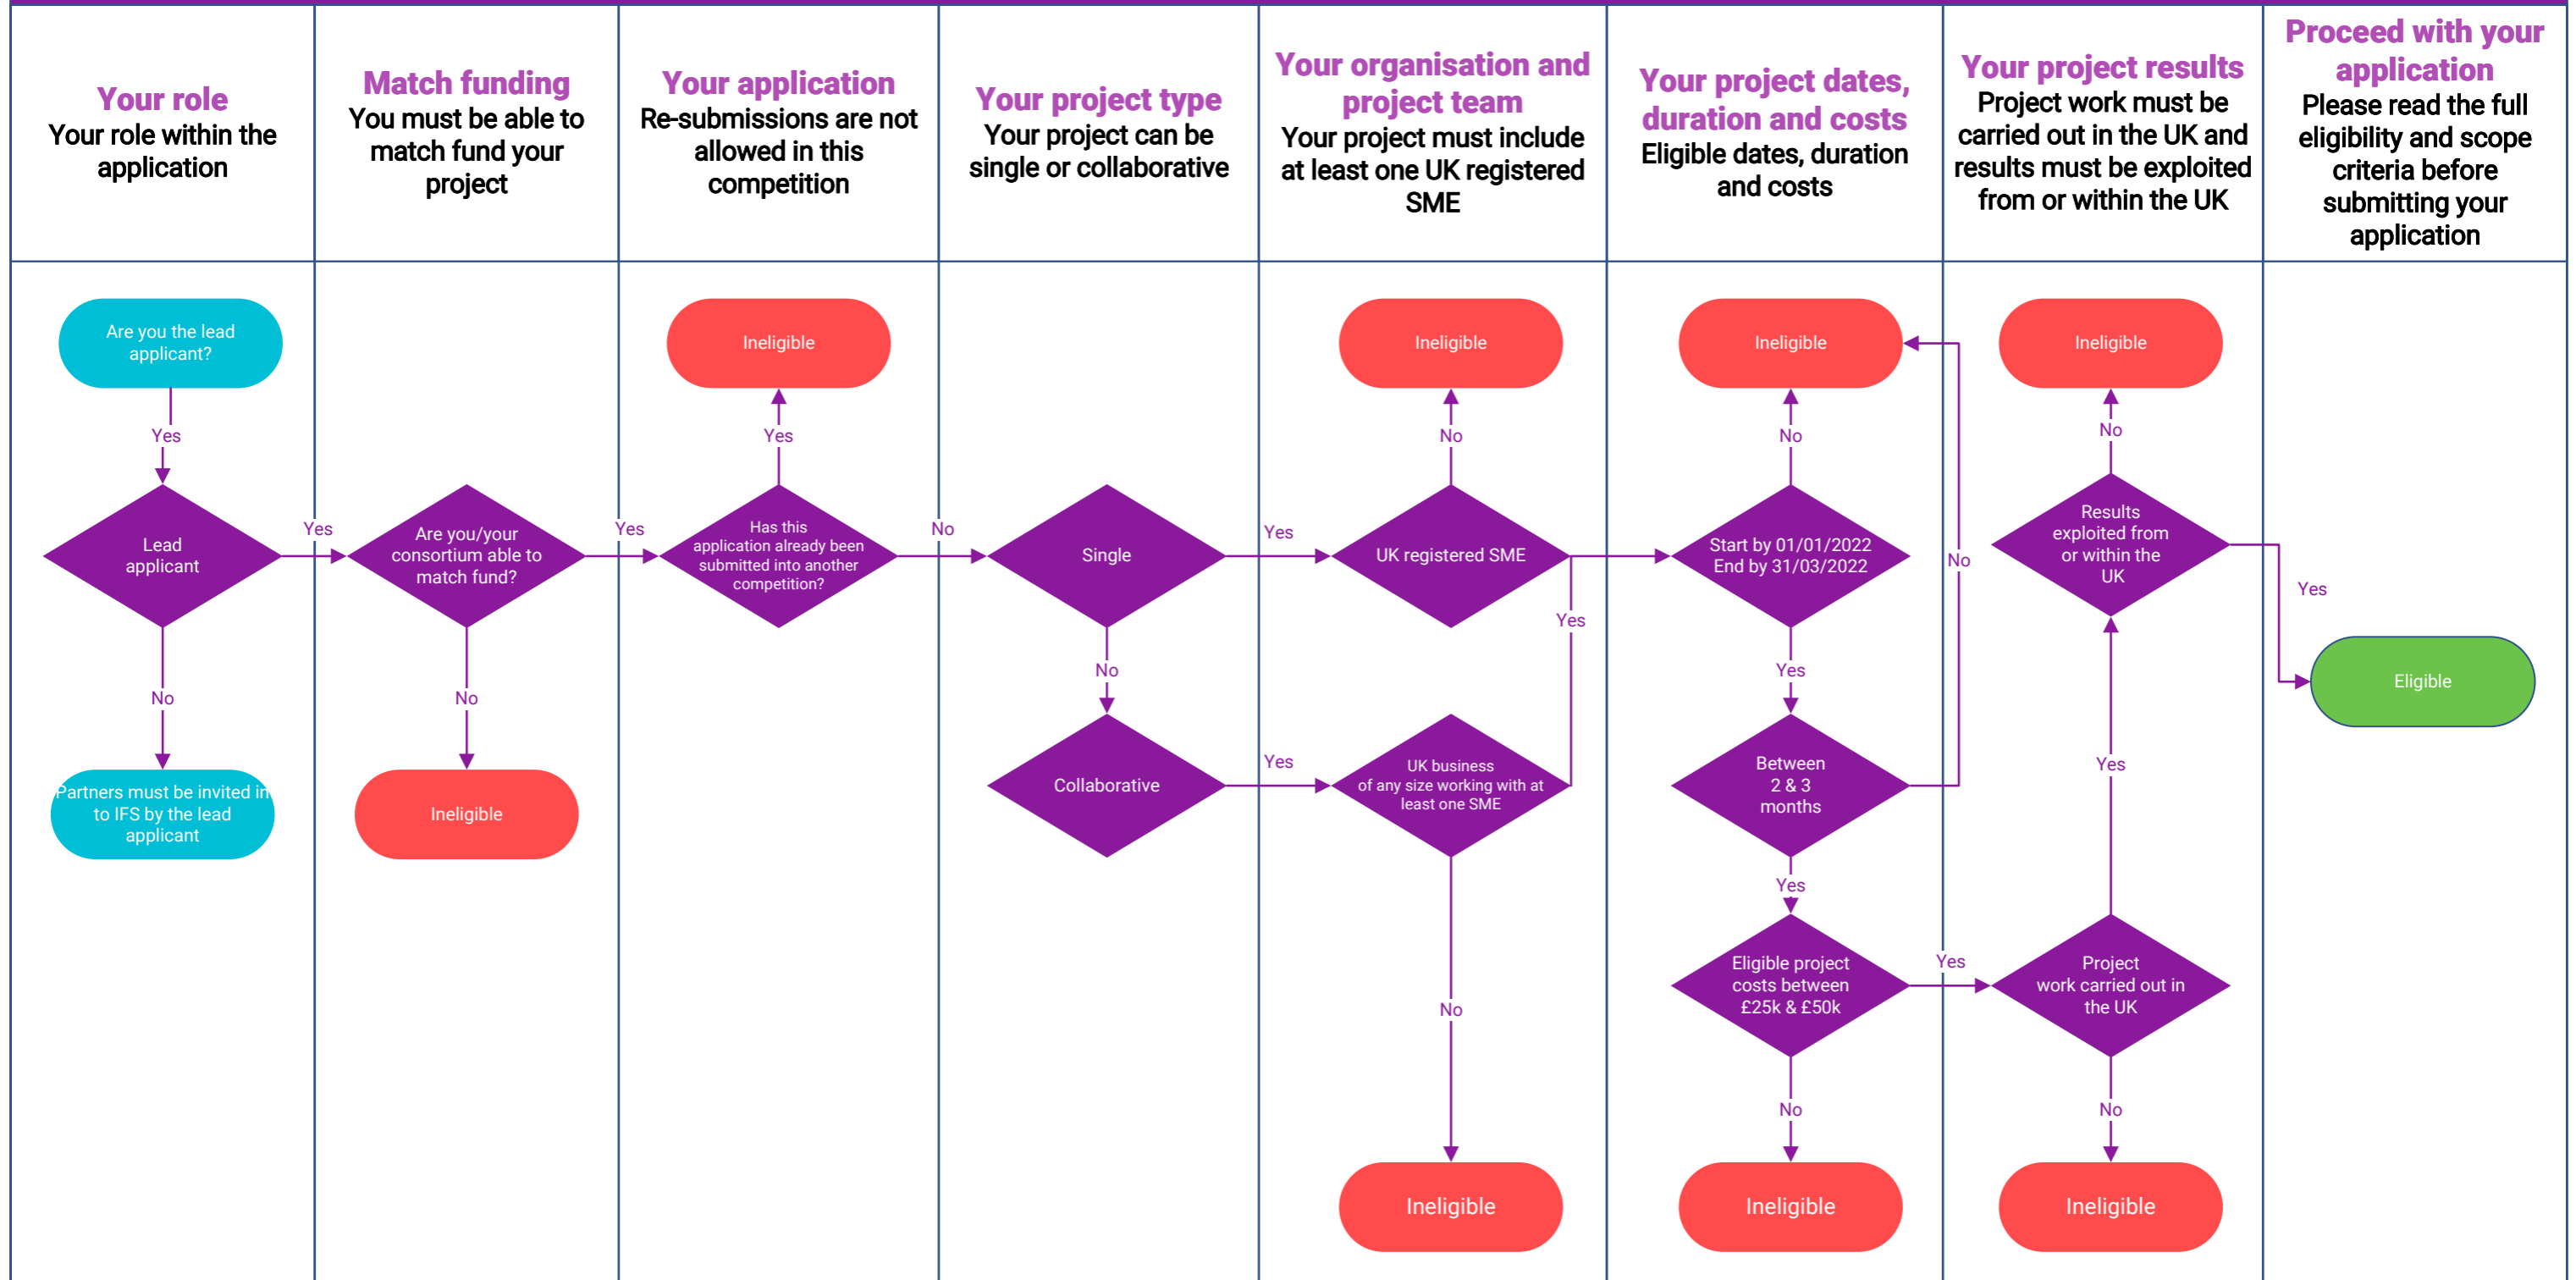 Your role
Your role within the
application
Match funding
You must be able to
match fund your
project
Your application
Re-submissions are not
allowed in this
competition
Your project type
Your project can be
single or collaborative
Your organisation and
project team
Your project must include
at least one UK registered
SME
Your project dates,
duration and costs
Eligible dates, duration
and costs
Your project results
Project work must be
carried out in the UK and
results must be exploited
from or within the UK
Proceed with your
application
Please read the full
eligibility and scope
criteria before
submitting your
application
Are you the lead
applicant?
Yes
Lead
applicant
Yes
No
Partners must be invited in
to IFS by the lead
applicant
Are you/your
consortium able to
match fund?
Yes
No
Ineligible
Ineligible
Yes
Has this
application already been
submitted into another
competition?
No
Single
Yes
No
Collaborative
Yes
Ineligible
No
UK registered SME
Yes
UK business
of any size working with at
least one SME
No
Ineligible
Ineligible
No
Start by 01/01/2022
End by 31/03/2022
No
Yes
Between
2 & 3
months
Yes
Eligible project
costs between
£25k & £50k
Yes
No
Ineligible
Ineligible
No
Results
exploited from
or within the
UK
Yes
Yes
Project
work carried out in
the UK
No
Ineligible
Eligible